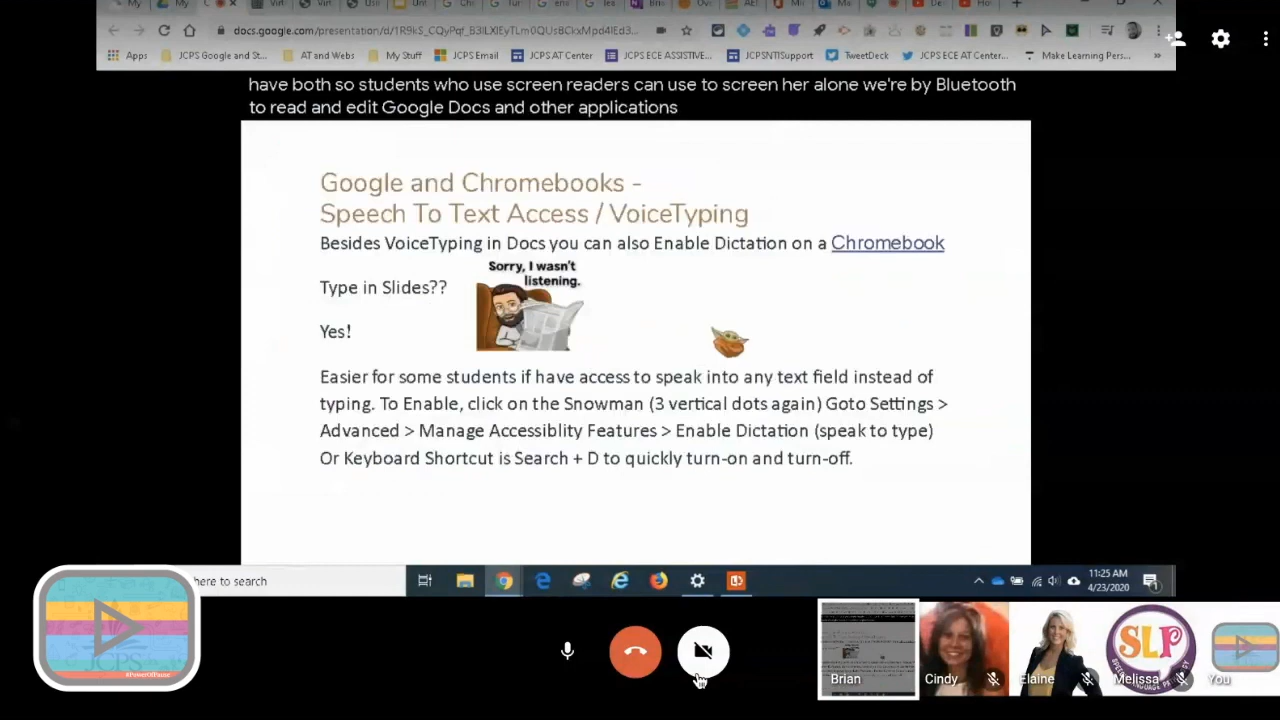 docs.google.com/presentation/d/1R9kS_CQyPqf_B3lLXlEyTLm0QUsBCixMpd4lEd3...
Apps JCPS Google and St... AT and Webs My Stuff JCPS Email JCPS AT Center JCPS ECE ASSISTIVE... JCPSNTISupport TweetDeck JCPS ECE AT Center... Make Learning Pers... »
have both so students who use screen readers can use to screen her alone we're by Bluetooth
to read and edit Google Docs and other applications
Google and Chromebooks -
Speech To Text Access / VoiceTyping
Besides VoiceTyping in Docs you can also Enable Dictation on a Chromebook
Sorry, I wasn't
listening.
Type in Slides??
Yes!
Easier for some students if have access to speak into any text field instead of
typing. To Enable, click on the Snowman (3 vertical dots again) Goto Settings >
Advanced > Manage Accessiblity Features > Enable Dictation (speak to type)
Or Keyboard Shortcut is Search + D to quickly turn-on and turn-off.
here to search
11:25 AM
4/23/2020
JCPS
#PowerOfPause
SLP
Brian Cindy Elaine Melissa You